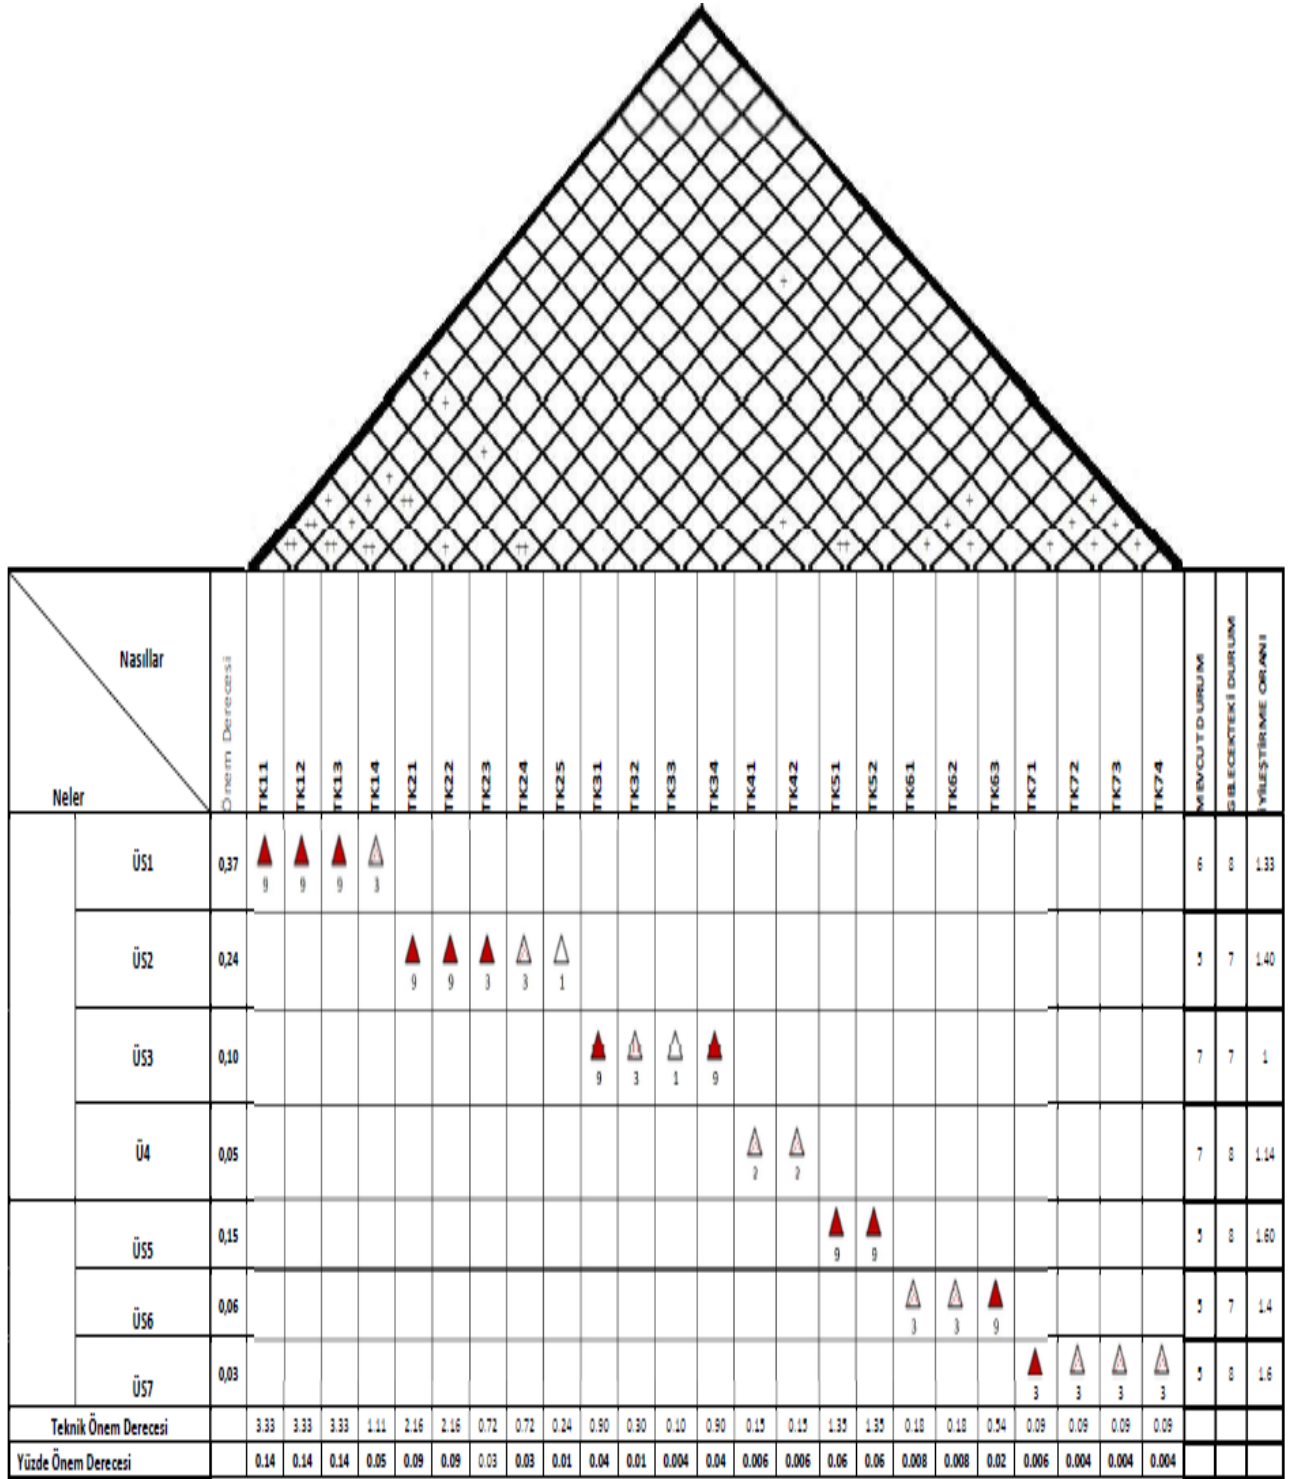 +
+
+
+
+
+ + ++ + +
++ + + + + +
++ ++ ++ + ++ ++ + + + + +
Nasıllar
Neler
Önem Derecesi TK11 TK12 TK13 TK14 TK21 TK22 TK23 TK24 TK25 TK31 TK32 TK33 TK34 TK41 TK42 TK51 TK52 TK61 TK62 TK63 TK71 TK72 TK73 TK74 MEVCUT DURUM GELECEKTEKİ DURUM İYİLEŞTİRME ORANI
ÜS1 0,37 6 8 1.33
9 9 9 3
ÜS2 0,24 5 7 1.40
9 9 3 3 1
ÜS3 0,10 7 7 1
9 3 1 9
Ü4 0,05 7 8 1.14
ÜS5 0,15 5 8 1.60
9 9
ÜS6 0,06 5 7 1.4
3 3 9
ÜS7 0,03 5 8 1.6
3 3 3 3
Teknik Önem Derecesi 3.33 3.33 3.33 1.11 2.16 2.16 0.72 0.72 0.24 0.90 0.30 0.10 0.90 0.15 0.15 1.35 1.35 0.18 0.18 0.54 0.09 0.09 0.09 0.09
Yüzde Önem Derecesi 0.14 0.14 0.14 0.05 0.09 0.09 0.03 0.03 0.01 0.04 0.01 0.004 0.04 0.006 0.006 0.06 0.06 0.008 0.008 0.02 0.006 0.004 0.004 0.004